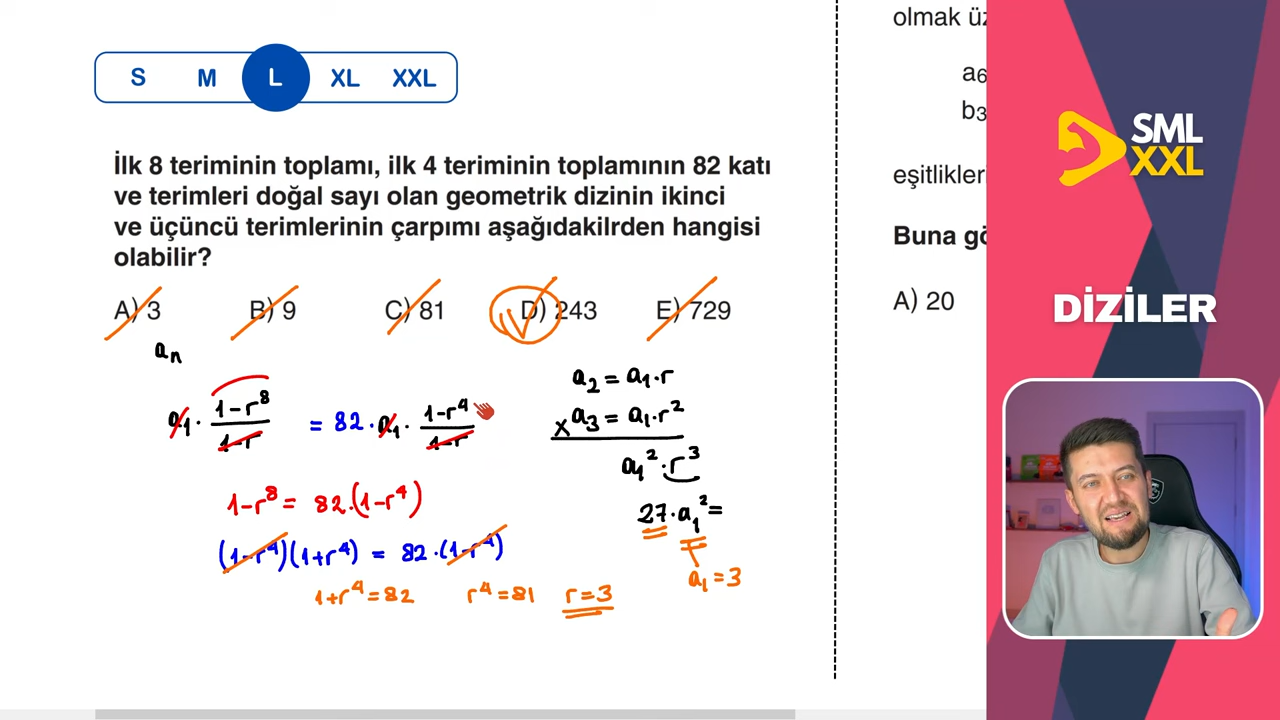 S M L XL XXL
İlk 8 teriminin toplamı, ilk 4 teriminin toplamının 82 katı
ve terimleri doğal sayı olan geometrik dizinin ikinci
ve üçüncü terimlerinin çarpımı aşağıdakilrden hangisi
olabilir?
A) 3 B) 9 C) 81 D) 243 E) 729
aₙ
a₁ · (1-r⁸)/(1-r) = 82 · a₁ · (1-r⁴)/(1-r)
1-r⁸ = 82·(1-r⁴)
(1-r⁴)(1+r⁴) = 82·(1-r⁴)
1+r⁴=82 r⁴=81 r=3
a₂ = a₁·r
x a₃ = a₁·r²
a₁²·r³
27·a₁²=
a₁=3
olmak üz
a6
b3
eşitlikleri
Buna gö
A) 20
SML
XXL
DİZİLER